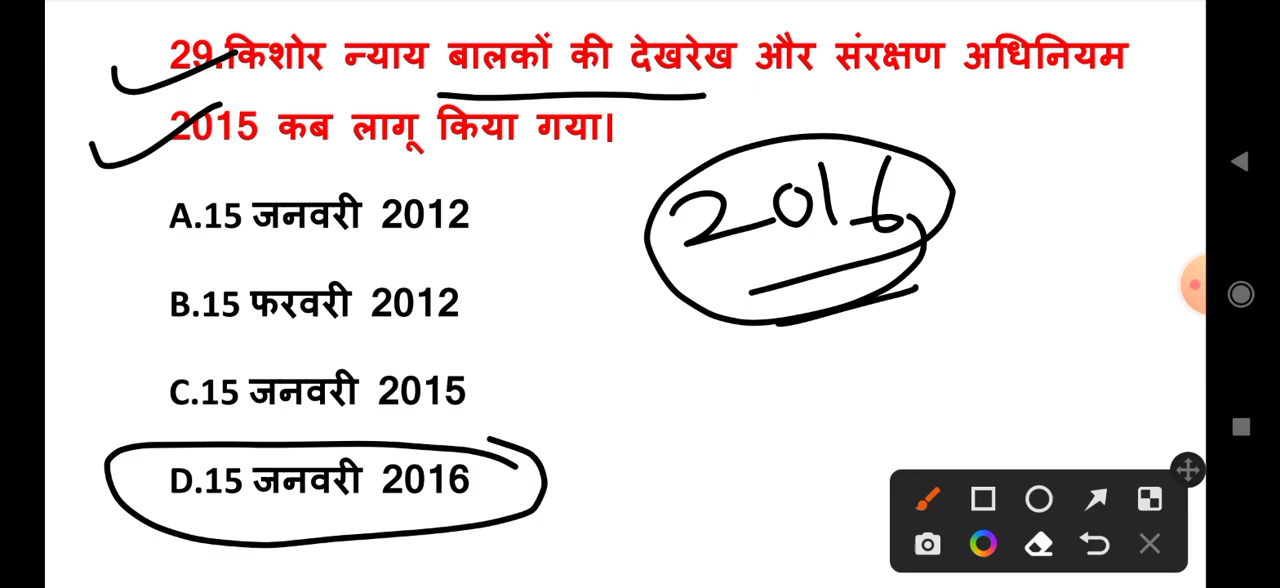 29.किशोर न्याय बालकों की देखरेख और संरक्षण अधिनियम
2015 कब लागू किया गया।
2016
A.15 जनवरी 2012
B.15 फरवरी 2012
C.15 जनवरी 2015
D.15 जनवरी 2016